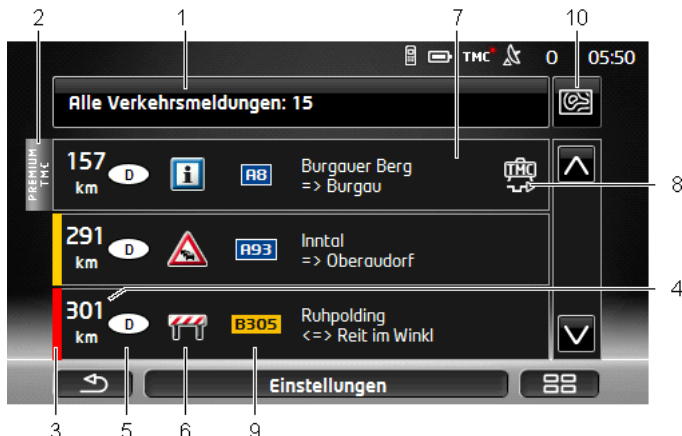 2 1 7 10
TMC 0 05:50
Alle Verkehrsmeldungen: 15
PREMIUM
TMC
157 km D i A8 Burgauer Berg
=> Burgau
TMC
8
291 km D A93 Inntal
=> Oberaudorf
4
301 km D B305 Ruhpolding
<=> Reit im Winkl
Einstellungen
3 5 6 9